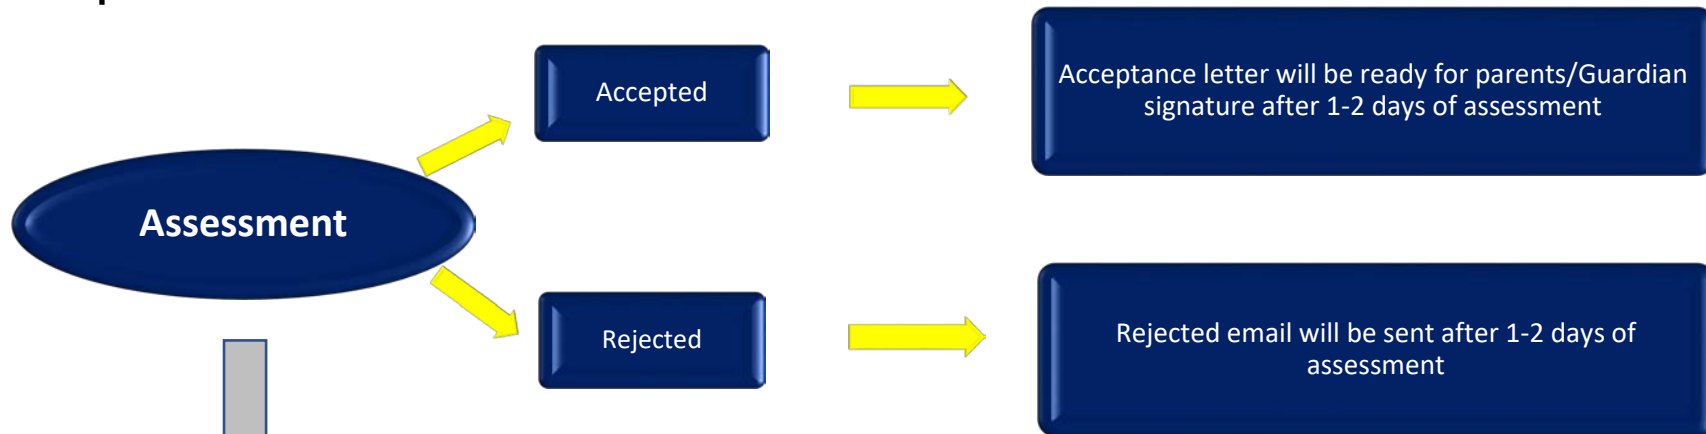 Accepted
Acceptance letter will be ready for parents/Guardian
signature after 1-2 days of assessment
Assessment
Rejected
Rejected email will be sent after 1-2 days of
assessment